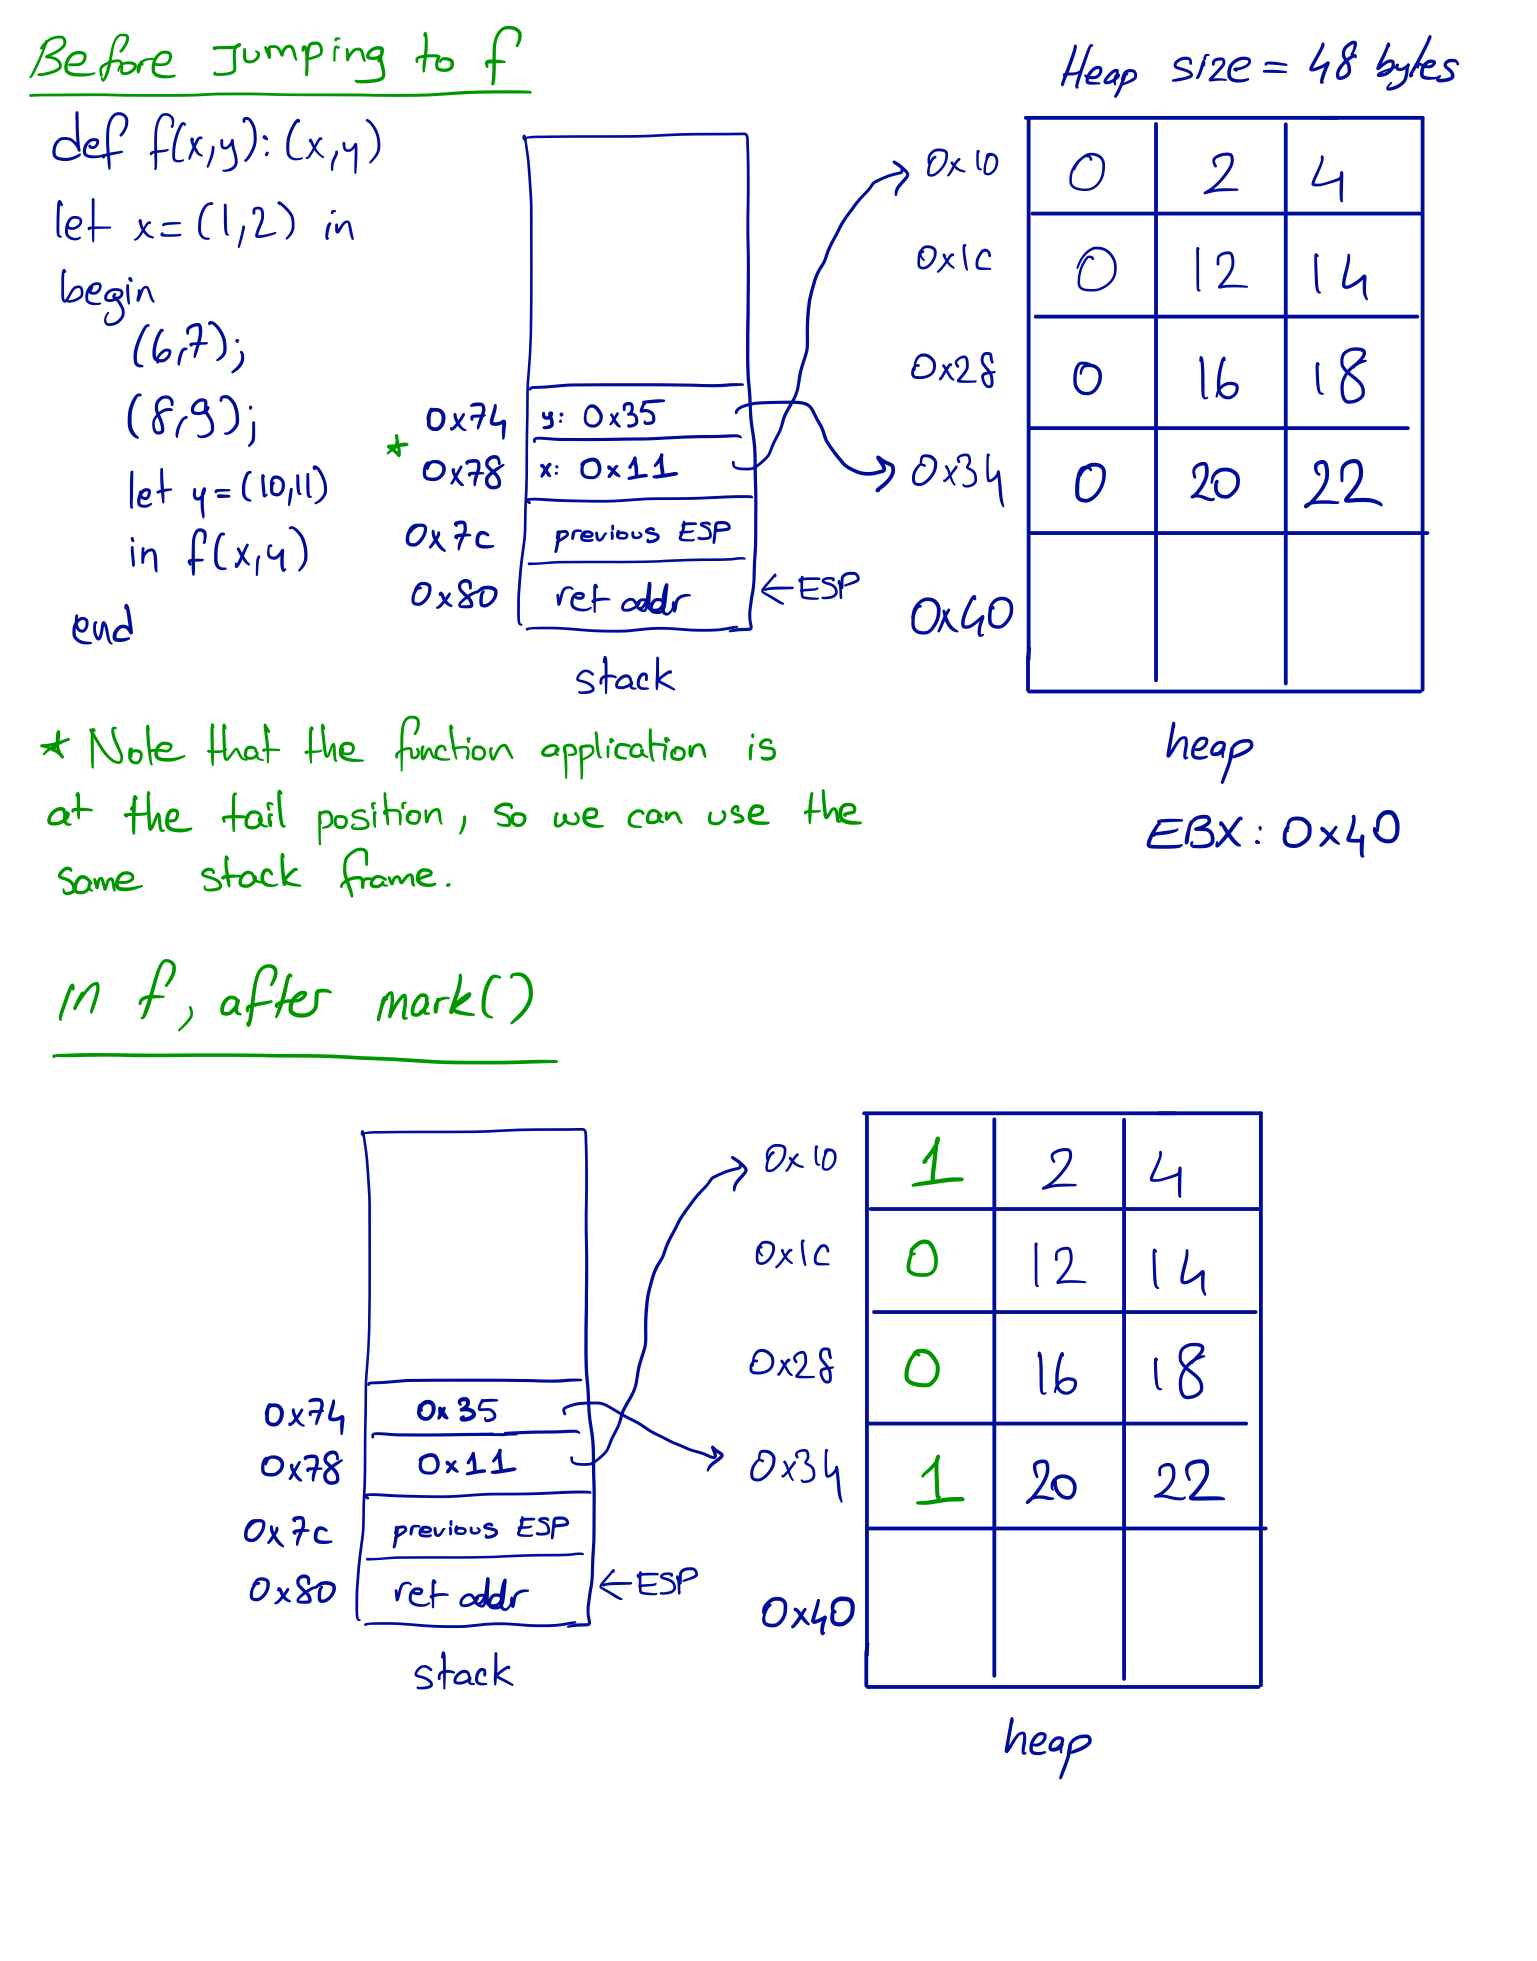 Before Jumping to f
Heap size = 48 bytes
def f(x,y): (x,y)
let x = (1,2) in
begin
(6,7);
(8,9);
let y = (10,11)
in f(x,y)
end
0x74 y: 0x35
* 0x78 x: 0x11
0x7c previous ESP
0x80 ret addr ← ESP
stack
0x10 0 2 4
0x1c 0 12 14
0x28 0 16 18
0x34 0 20 22
0x40
heap
EBX: 0x40
* Note that the function application is
at the tail position, so we can use the
same stack frame.
in f, after mark()
0x74 0x35
0x78 0x11
0x7c previous ESP
0x80 ret addr ← ESP
stack
0x10 1 2 4
0x1c 0 12 14
0x28 0 16 18
0x34 1 20 22
0x40
heap